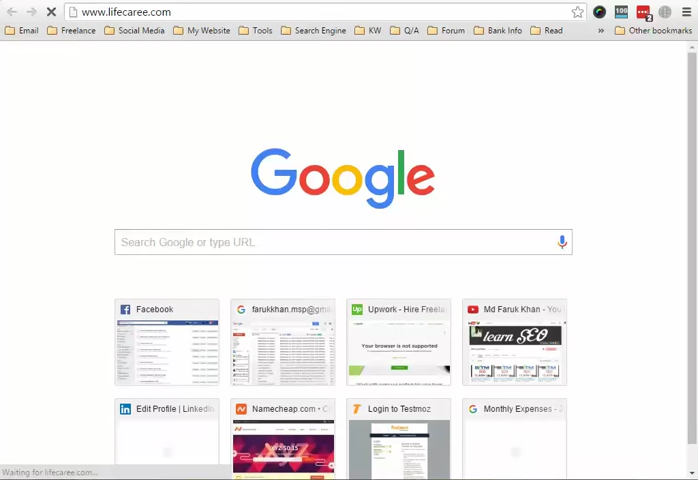 www.lifecaree.com
Email Freelance Social Media My Website Tools Search Engine KW Q/A Forum Bank Info Read » Other bookmarks
Google
Search Google or type URL
Facebook farukkhan.msp@gma Upwork - Hire Freela Md Faruk Khan - You
Your browser is not supported
learn SEO
Edit Profile | LinkedIn Namecheap.com • C Login to Testmoz Monthly Expenses - J
Waiting for lifecaree.com...